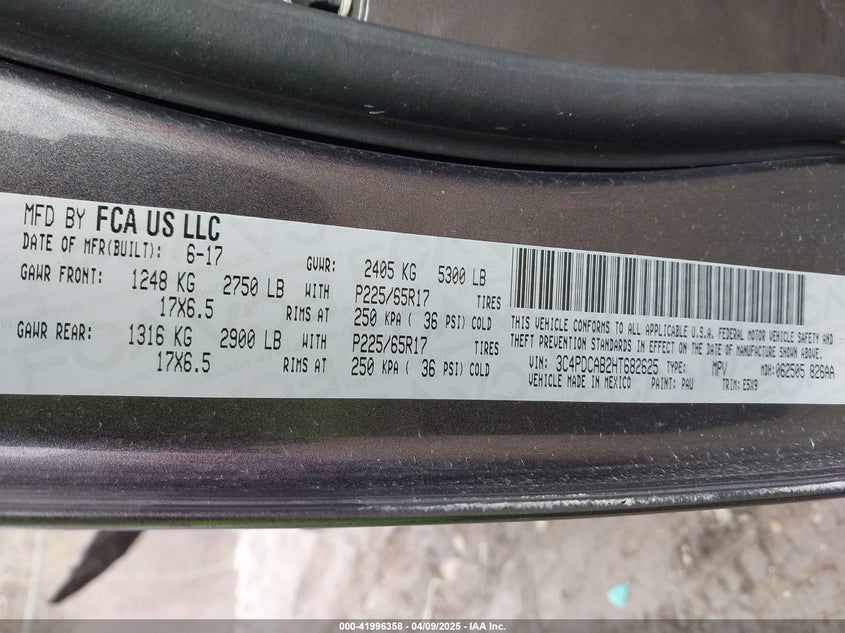 MFD BY FCA US LLC
DATE OF MFR(BUILT): 6-17 GVWR: 2405 KG 5300 LB
GAWR FRONT: 1248 KG 2750 LB WITH P225/65R17 TIRES
17X6.5 RIMS AT 250 KPA ( 36 PSI) COLD
GAWR REAR: 1316 KG 2900 LB WITH P225/65R17 TIRES
17X6.5 RIMS AT 250 KPA ( 36 PSI) COLD
THIS VEHICLE CONFORMS TO ALL APPLICABLE U.S.A. FEDERAL MOTOR VEHICLE SAFETY AND
THEFT PREVENTION STANDARDS IN EFFECT ON THE DATE OF MANUFACTURE SHOWN ABOVE.
VIN: 3C4PDCAB2HT682625 TYPE: MPV MDH: 062505 826AA
VEHICLE MADE IN MEXICO PAINT: PAU TRIM: E5X9
000-41996358 | 04/09/2025 - IAA Inc.